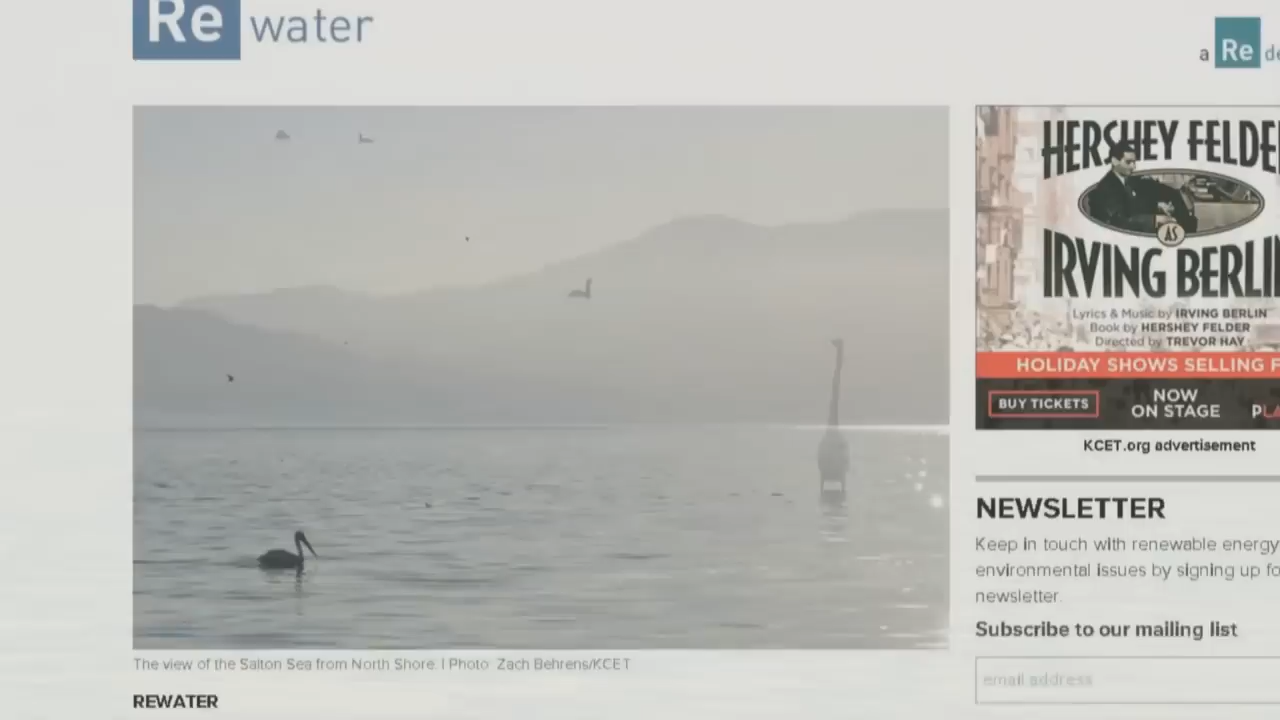 Re water
a Re
HERSHEY
AS
IRVING
Lyrics & Music by IRVING BERLIN
Book by HERSHEY FELDER
Directed by TREVOR HAY
HOLIDAY SHOWS SELLING
BUY TICKETS
NOW
ON STAGE
KCET.org advertisement
The view of the Salton Sea from North Shore. | Photo: Zach Behrens/KCET
REWATER
NEWSLETTER
Keep in touch with renewable energy
environmental issues by signing up
newsletter.
Subscribe to our mailing list
email address